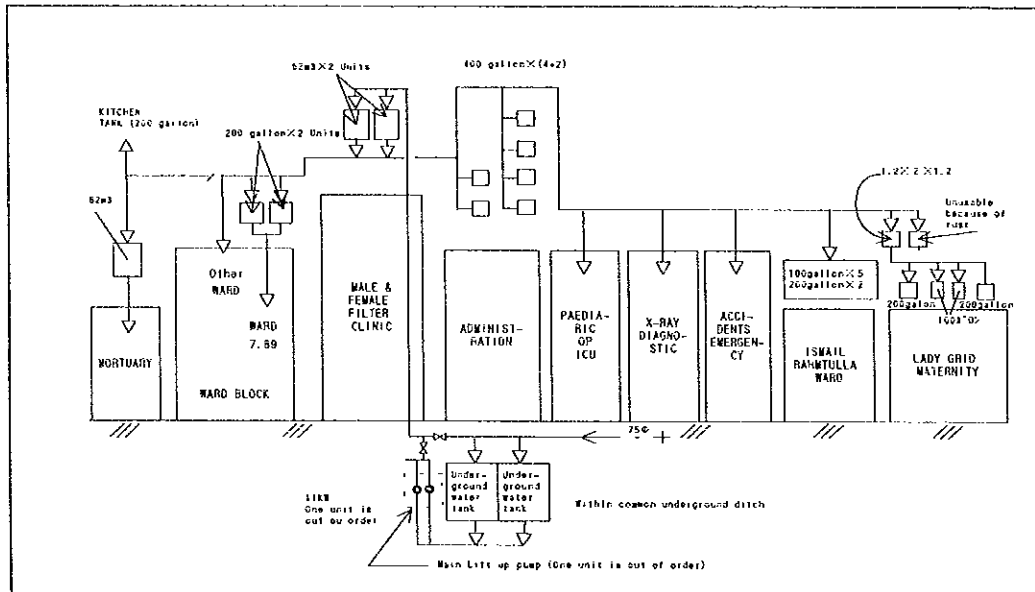 62m3×2 Units
400 gallon×(4+2)
KITCHEN
TANK (200 gallon)
200 gallon×2 Units
62m3
1.2×2×1.2
Unusable
because of
rust
Other
WARD
WARD
7.89
WARD BLOCK
MORTUARY
MALE &
FEMALE
FILTER
CLINIC
ADMINIST-
RATION
PAEDIA-
RIC
OP
ICU
X-RAY
DIAGNO-
STIC
ACCI-
DENTS
EMERGEN-
CY
100gallon×5
200gallon×2
ISMAIL
RAHMTULLA
WARD
200gallon
200gallon
LADY GRID
MATERNITY
75Φ
Under-
ground
water
tank
Under-
ground
water
tank
Within common underground ditch
One unit is
out ou order
Main Lift up pump (One unit is out of order)